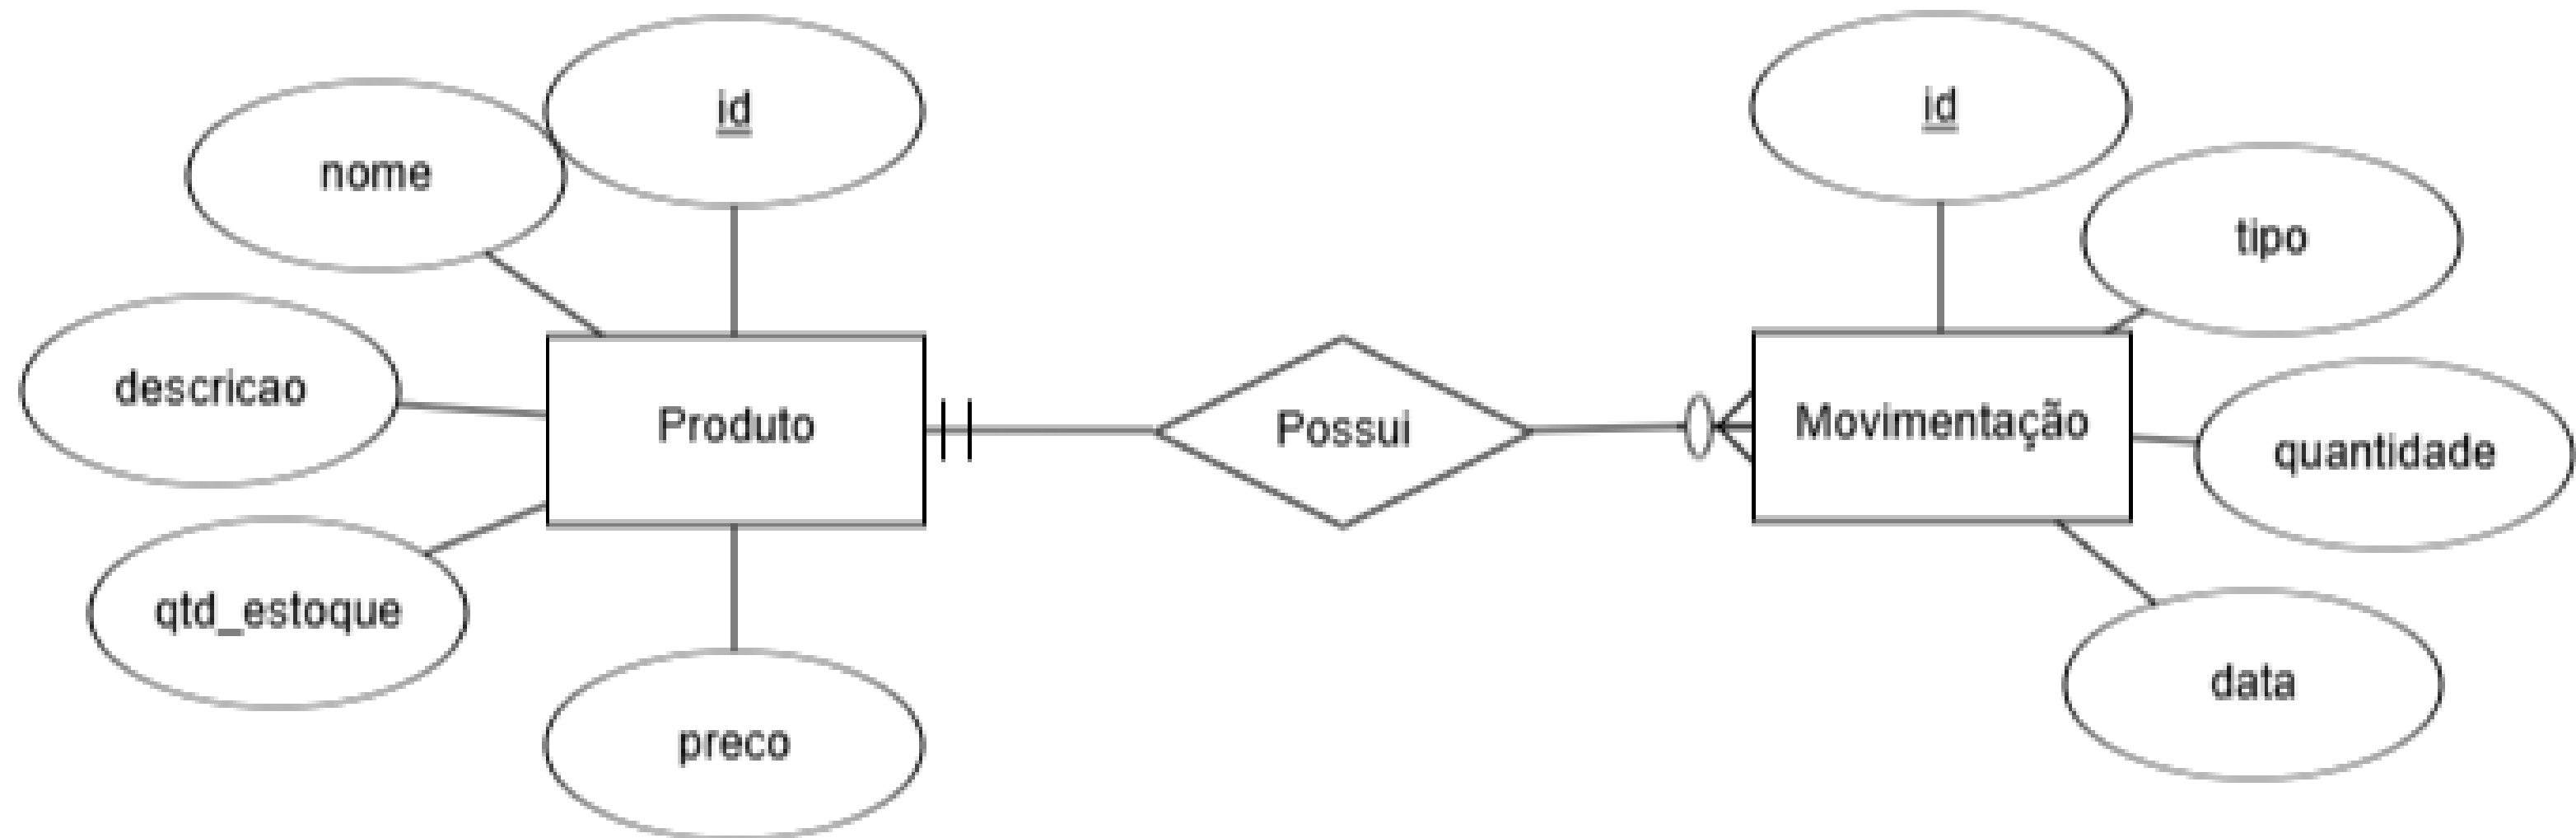 id
nome
descricao
qtd_estoque
preco
Produto
Possui
Movimentação
id
tipo
quantidade
data